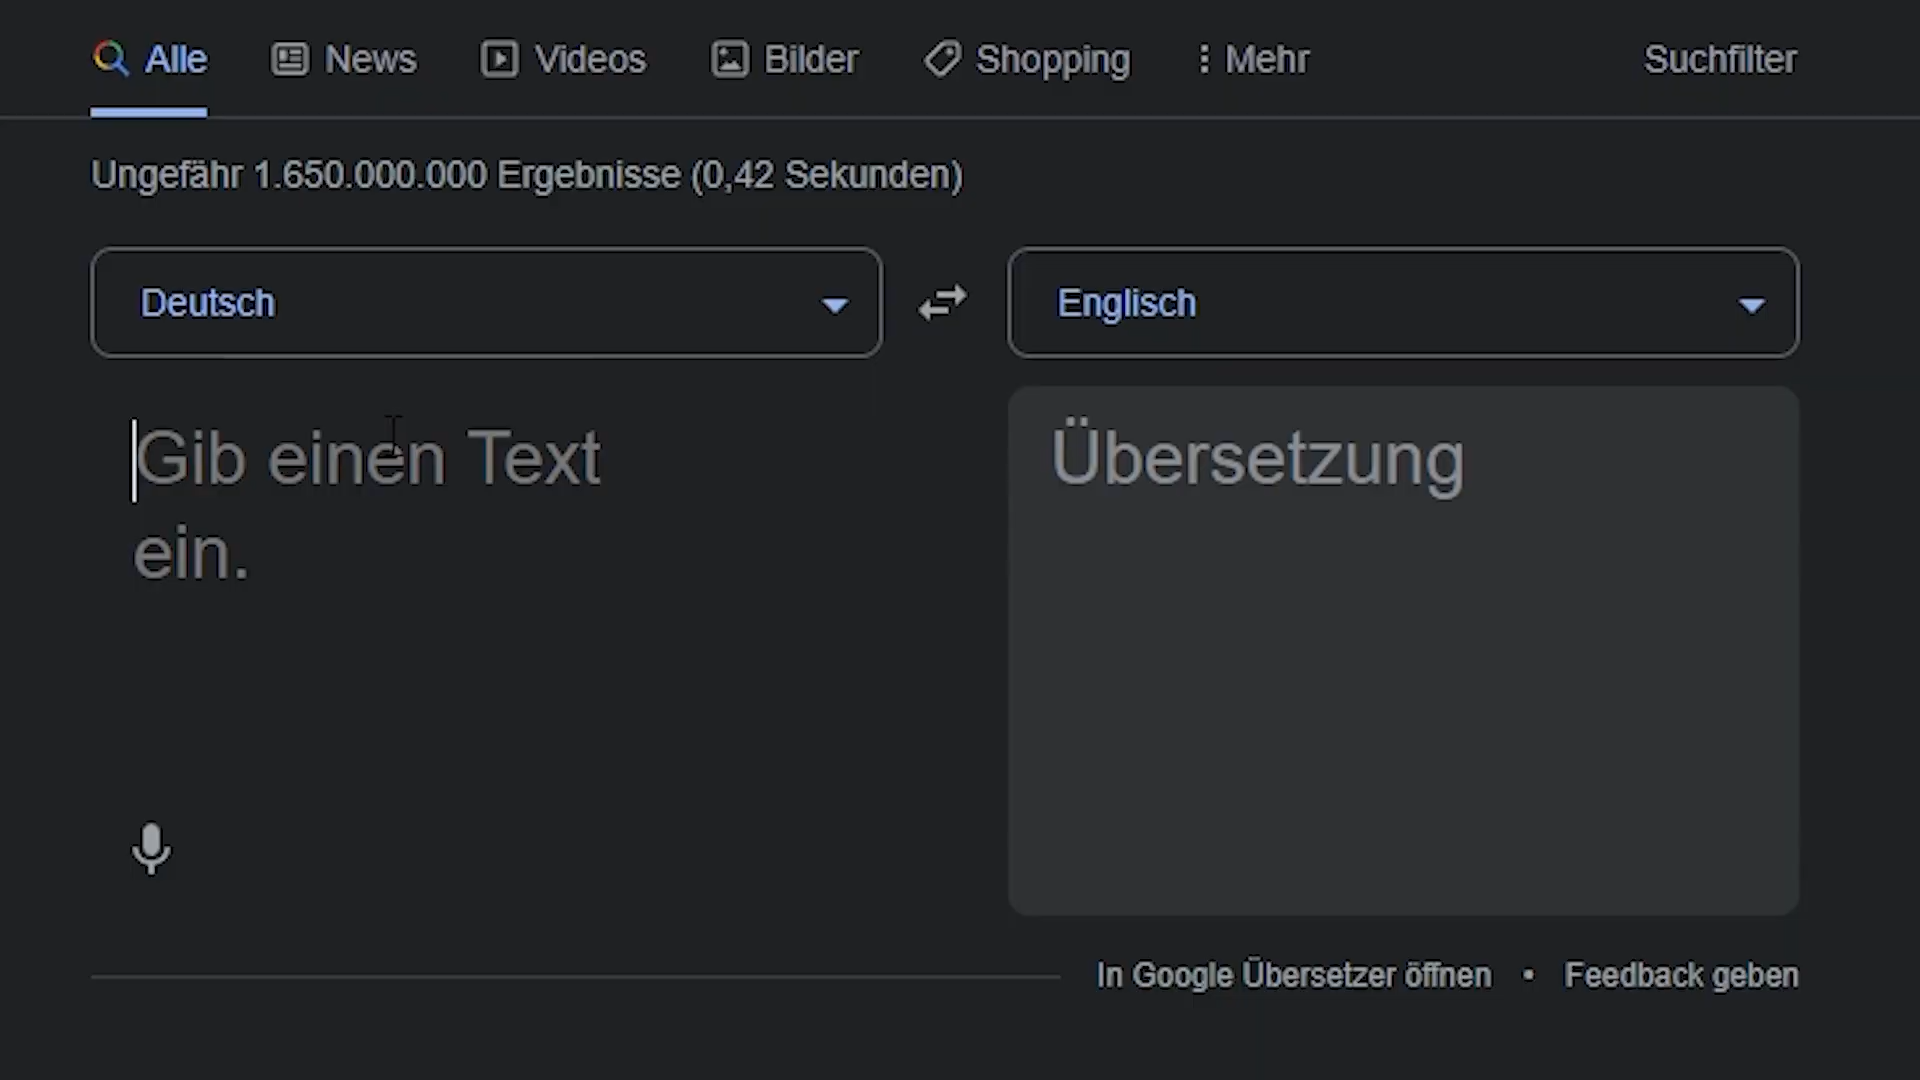 Alle News Videos Bilder Shopping Mehr Suchfilter
Ungefähr 1.650.000.000 Ergebnisse (0,42 Sekunden)
Deutsch Englisch
Gib einen Text
ein.
Übersetzung
In Google Übersetzer öffnen • Feedback geben